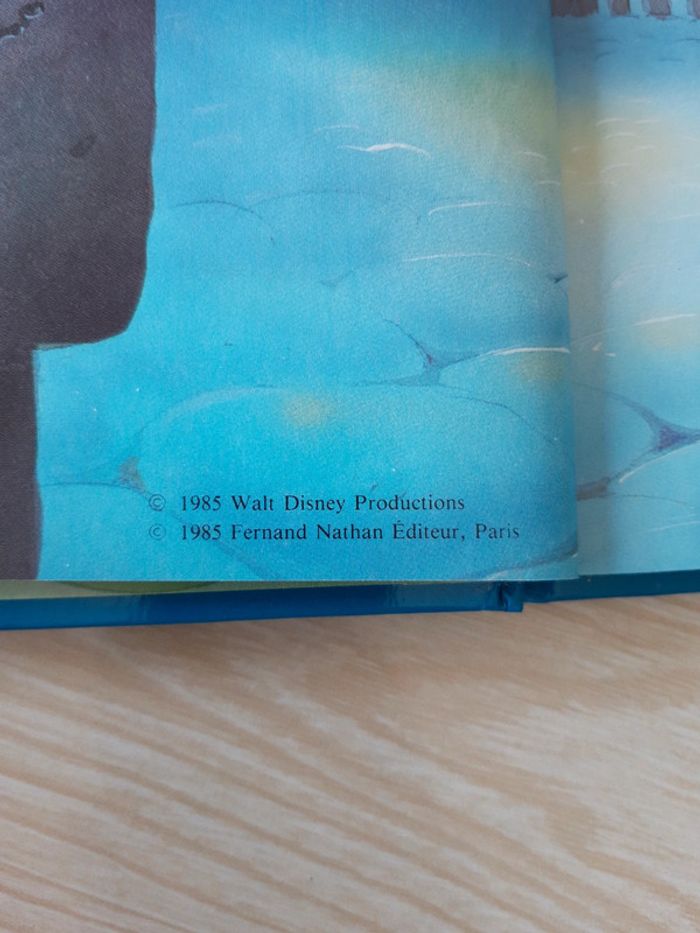 © 1985 Walt Disney Productions
© 1985 Fernand Nathan Éditeur, Paris